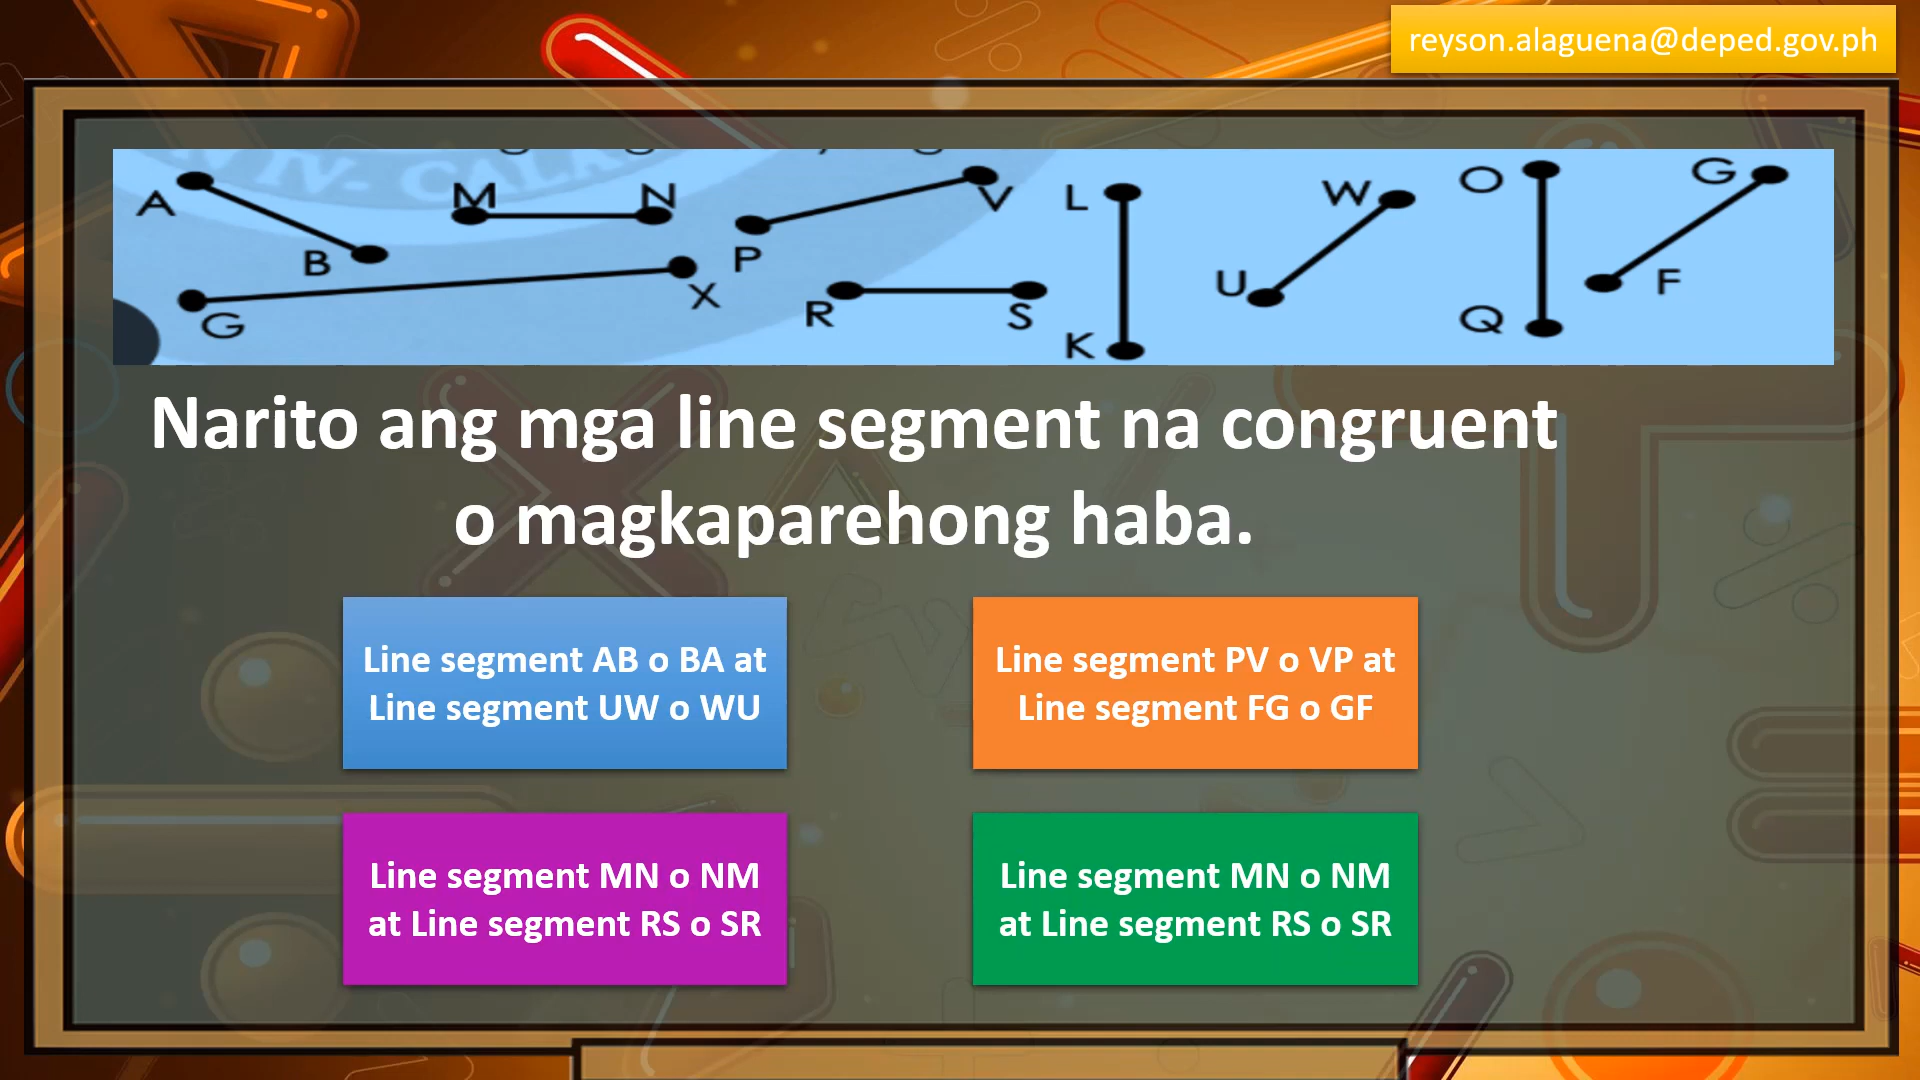 reyson.alaguena@deped.gov.ph
IV- CALA
A B M N P V L K W U O Q G F
G X R S
Narito ang mga line segment na congruent
o magkaparehong haba.
Line segment AB o BA at
Line segment UW o WU
Line segment PV o VP at
Line segment FG o GF
Line segment MN o NM
at Line segment RS o SR
Line segment MN o NM
at Line segment RS o SR